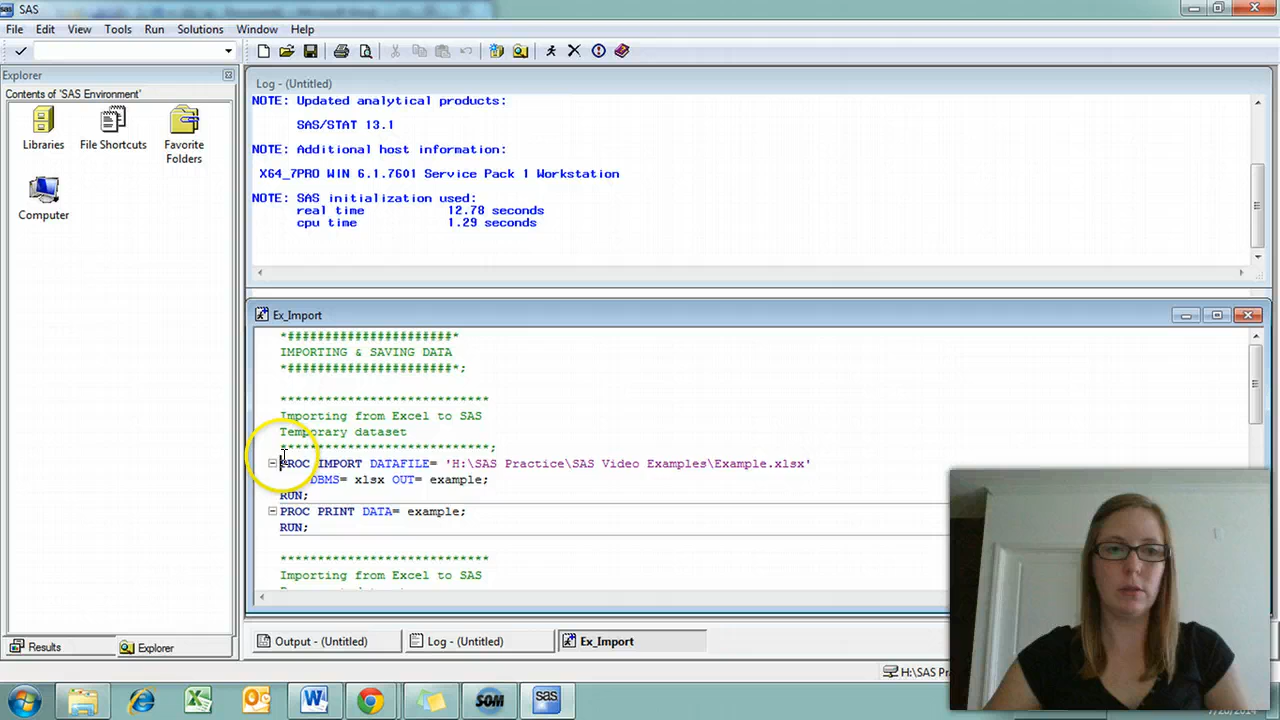 SAS
File Edit View Tools Run Solutions Window Help
Explorer
Contents of 'SAS Environment'
Libraries
File Shortcuts
Favorite
Folders
Computer
Log - (Untitled)
NOTE: Updated analytical products:
SAS/STAT 13.1
NOTE: Additional host information:
X64_7PRO WIN 6.1.7601 Service Pack 1 Workstation
NOTE: SAS initialization used:
real time 12.78 seconds
cpu time 1.29 seconds
Ex_Import
*######################*
IMPORTING & SAVING DATA
*######################*;
****************************
Importing from Excel to SAS
Temporary dataset
****************************;
PROC IMPORT DATAFILE= 'H:\SAS Practice\SAS Video Examples\Example.xlsx'
DBMS= xlsx OUT= example;
RUN;
PROC PRINT DATA= example;
RUN;
****************************
Importing from Excel to SAS
Results
Explorer
Output - (Untitled)
Log - (Untitled)
Ex_Import
H:\SAS Pr
SOM
sas